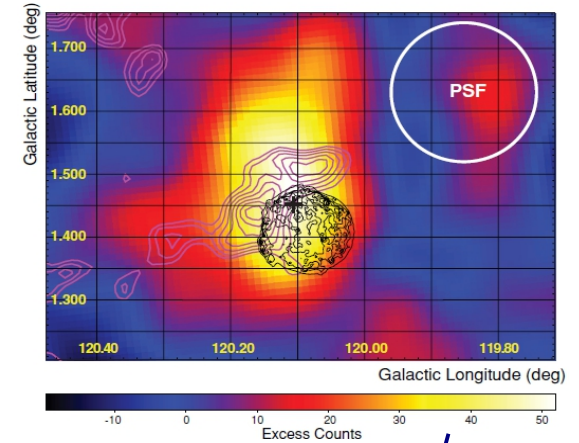 Galactic Latitude (deg)
1.700
1.600
PSF
1.500
1.400
1.300
120.40 120.20 120.00 119.80
Galactic Longitude (deg)
-10 0 10 20 30 40 50
Excess Counts